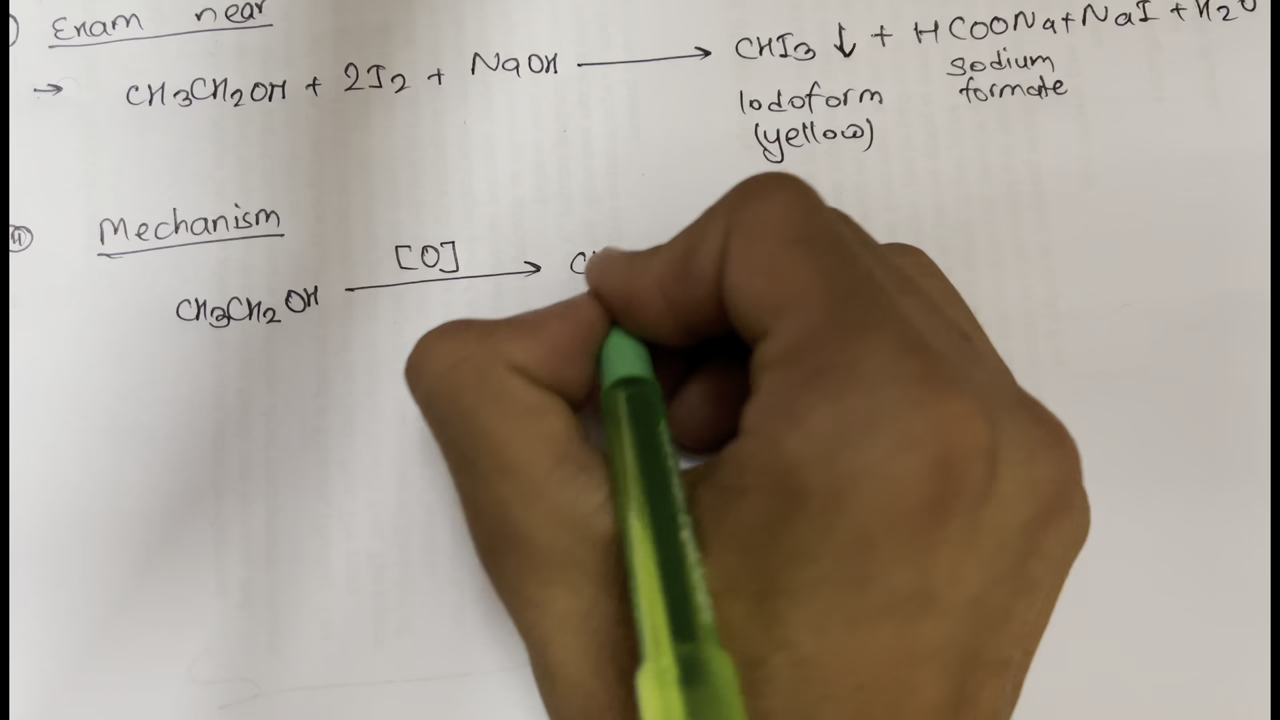 ) Exam near
→ CH3CH2OH + 2I2 + NaOH ⟶ CHI3 ↓ + HCOONa + NaI + H2O
Iodoform sodium
(yellow) formate
Mechanism
CH3CH2OH [O] ⟶ C